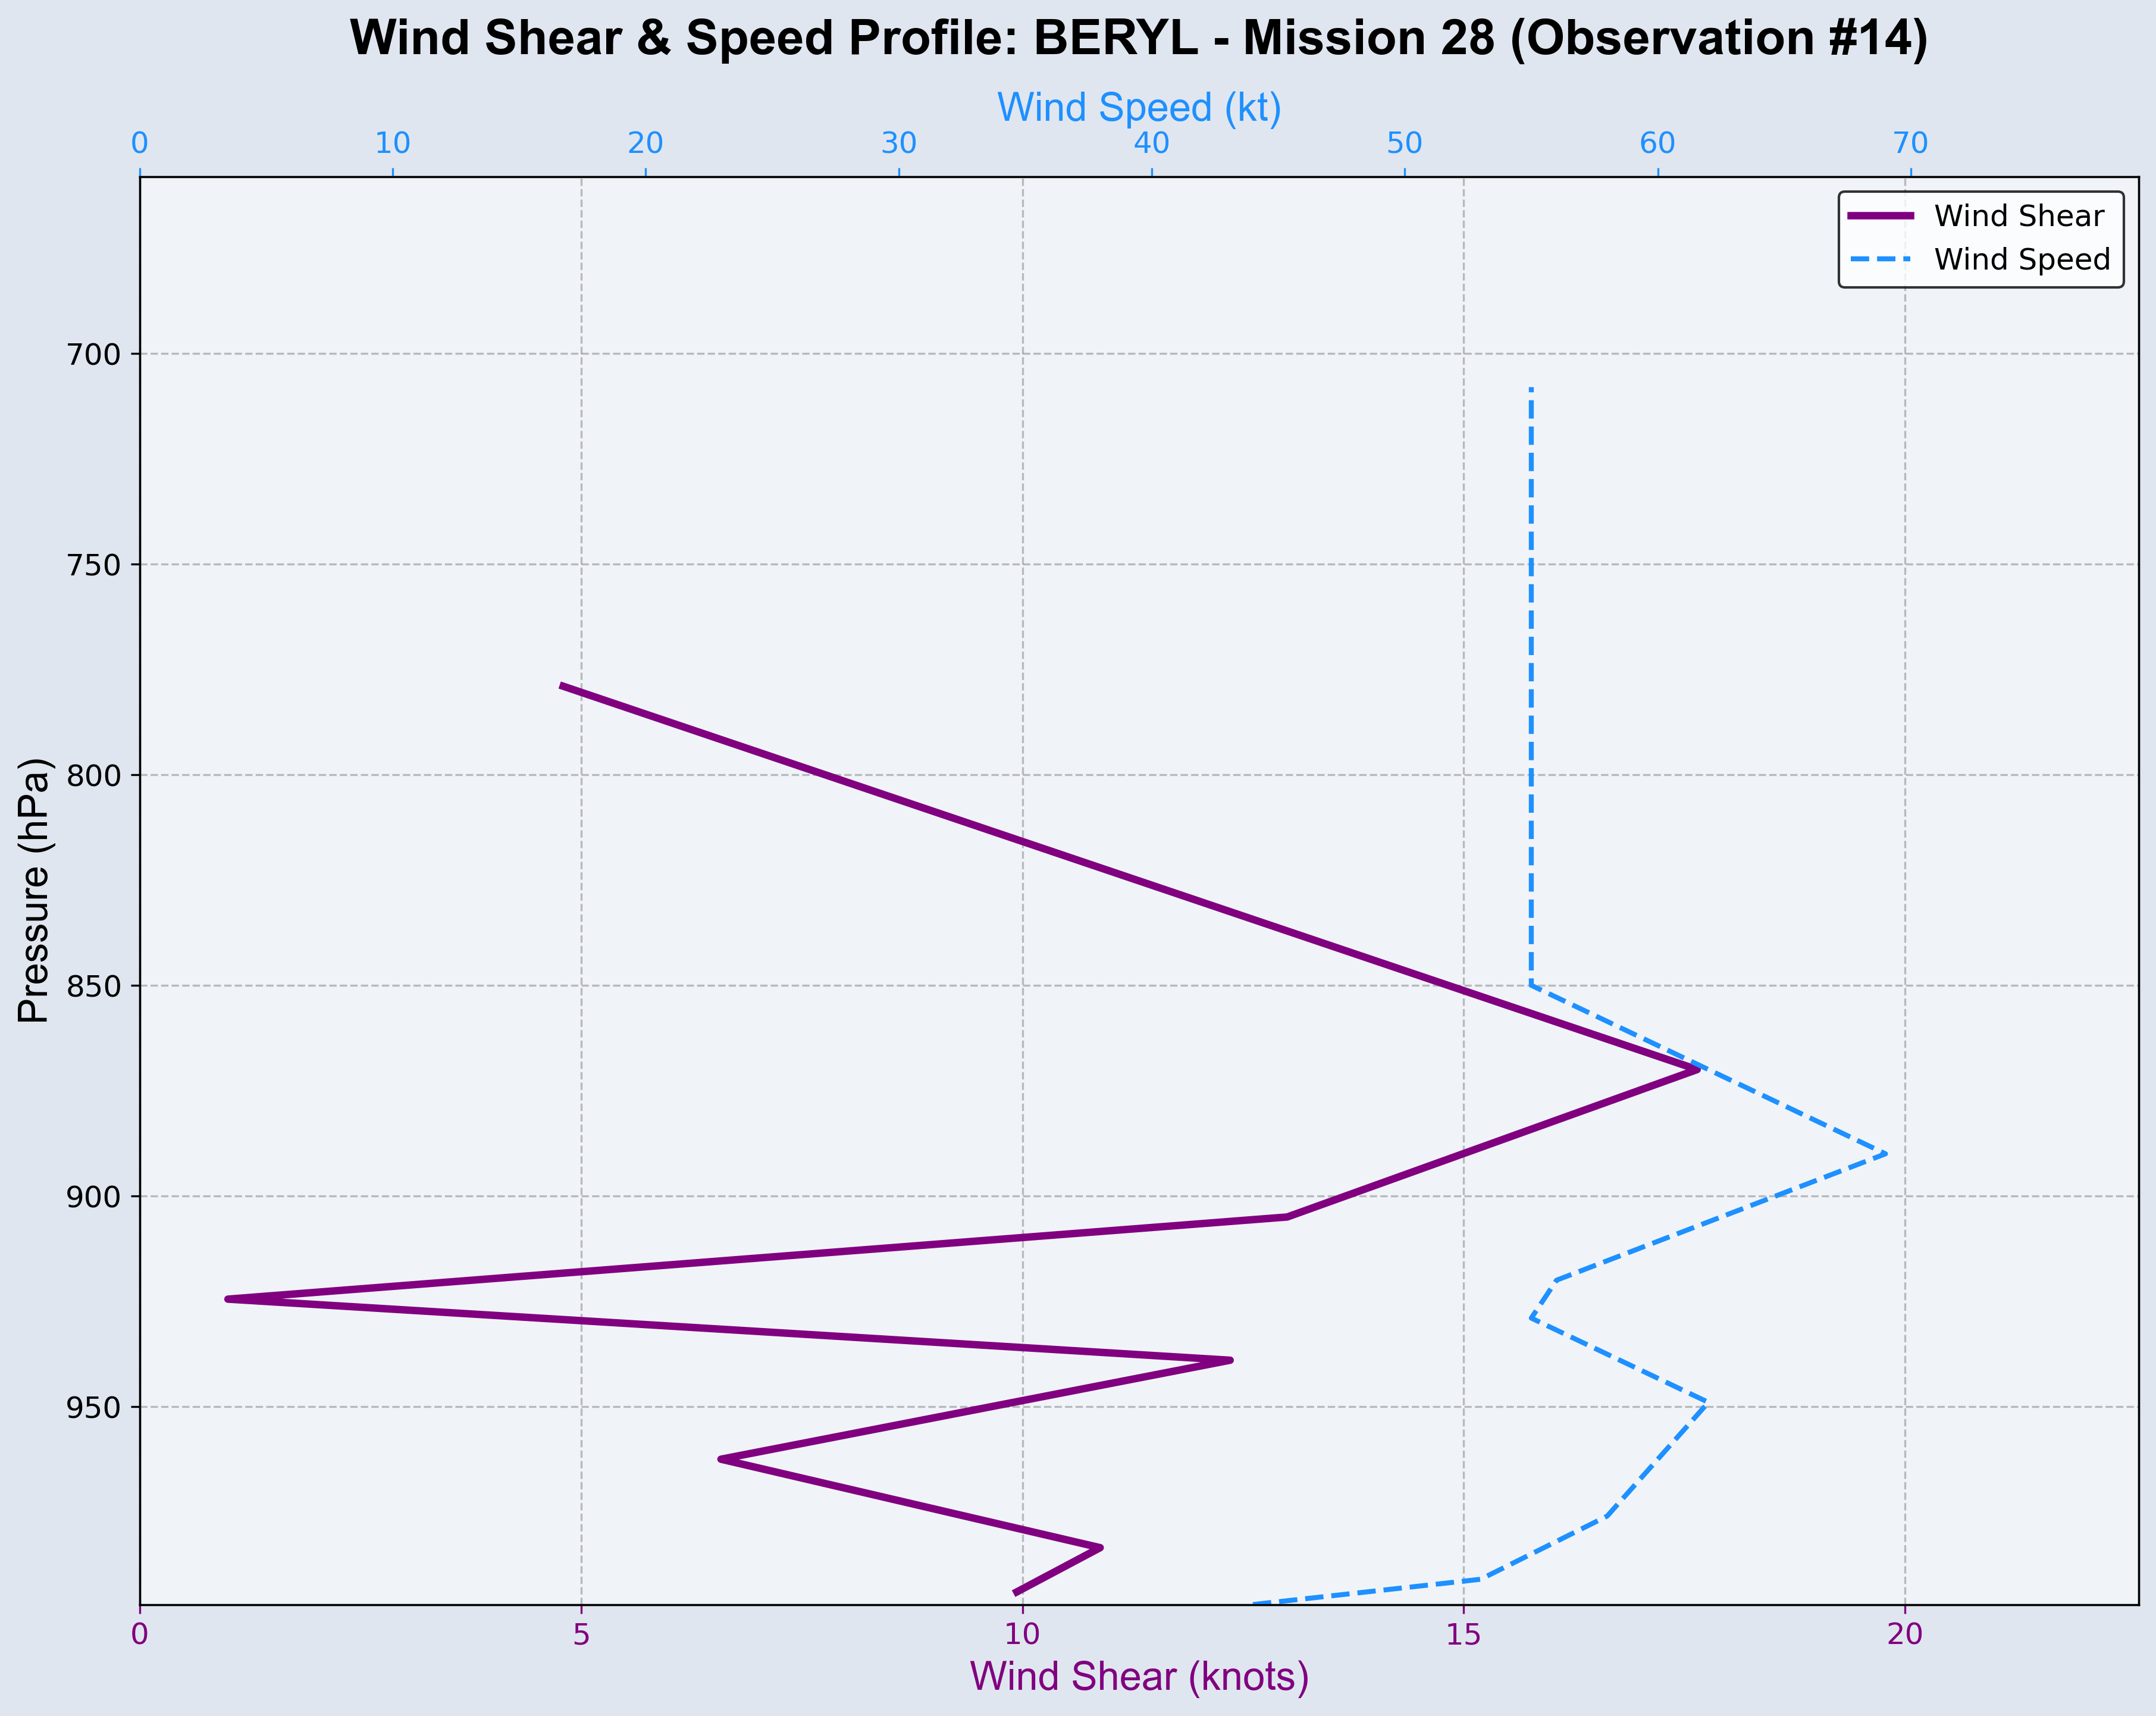 Wind Shear & Speed Profile: BERYL - Mission 28 (Observation #14)
Wind Speed (kt)
0 10 20 30 40 50 60 70
Wind Shear
Wind Speed
700
750
800
850
900
950
Pressure (hPa)
0 5 10 15 20
Wind Shear (knots)